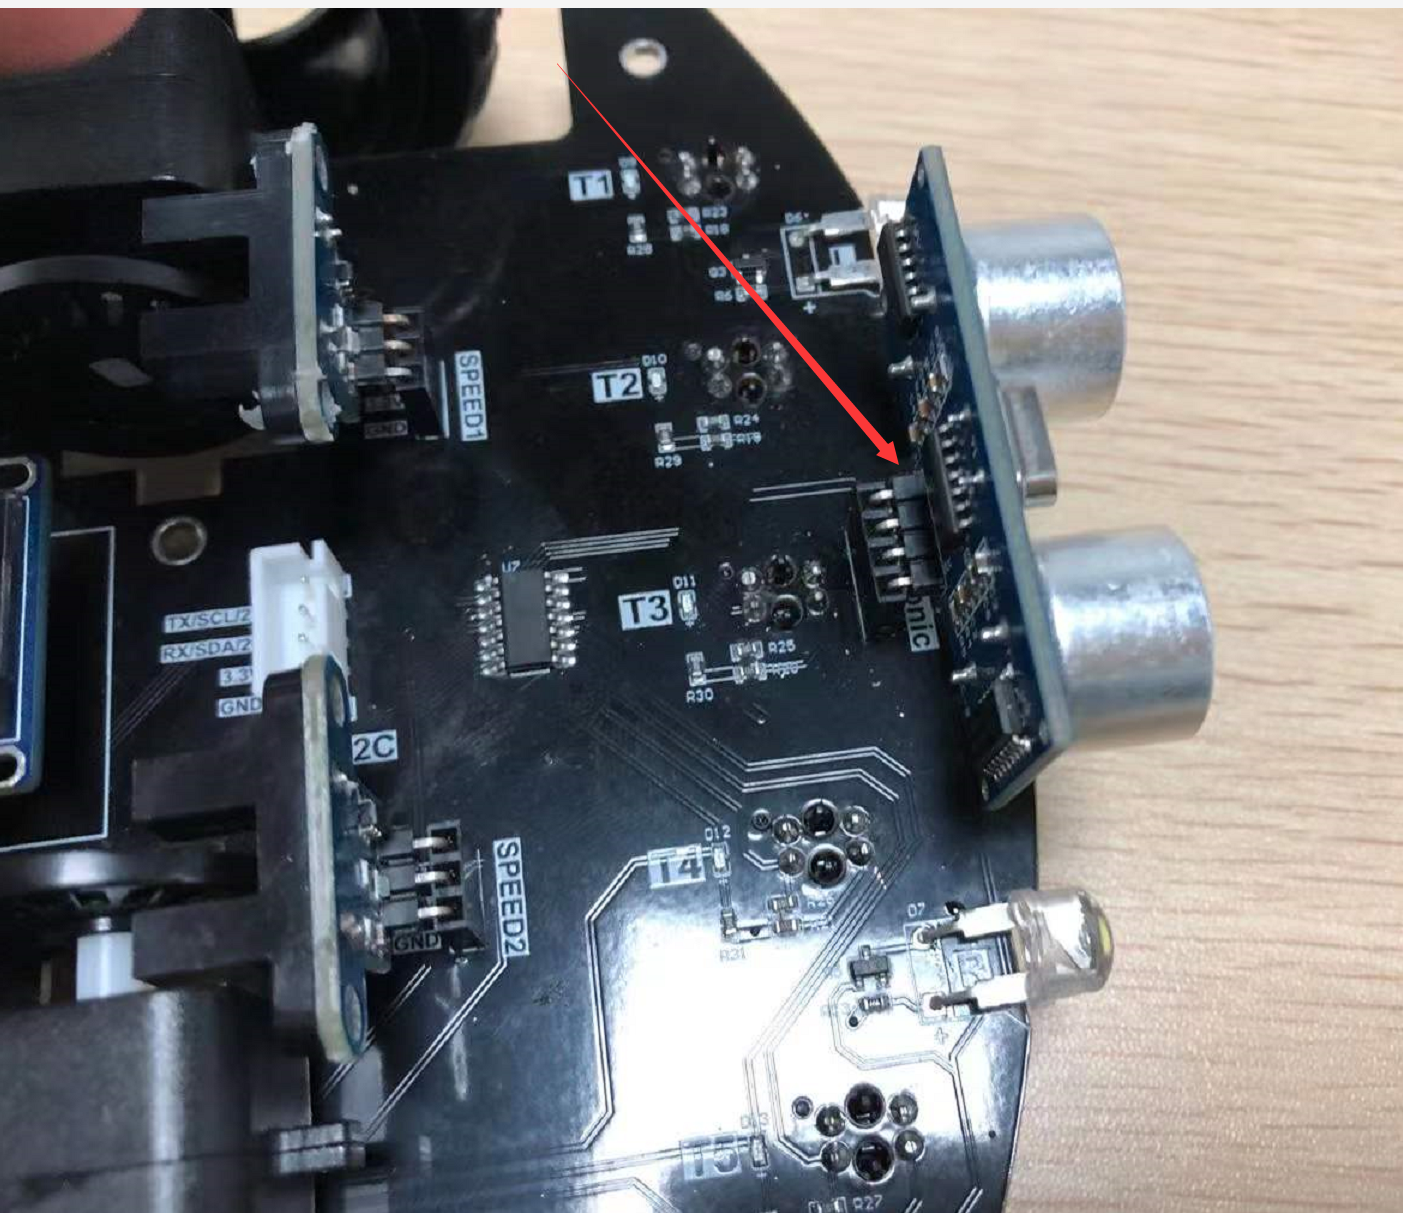 T1
R23
R18
R28
D6
Q3
R6
+
D10
T2
R24
R19
R29
SPEED1
GND
U7
D11
T3
R25
R30
nic
TX/SCL/2
RX/SDA/2
3.3V
GND
2C
D12
T4
R31
SPEED2
GND
D7
+
T5
R27